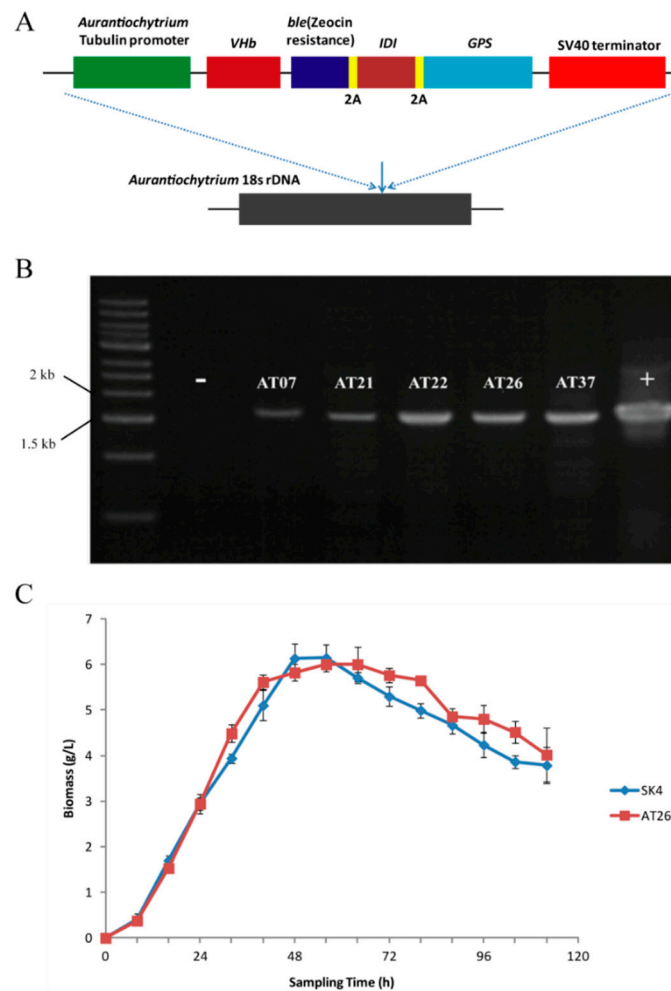 A
Aurantiochytrium
Tubulin promoter
VHb
ble(Zeocin
resistance)
IDI
GPS
SV40 terminator
2A
2A
Aurantiochytrium 18s rDNA
B
2 kb
1.5 kb
-
AT07
AT21
AT22
AT26
AT37
+
C
7
6
5
4
3
2
1
0
Biomass (g/L)
0
24
48
72
96
120
Sampling Time (h)
SK4
AT26